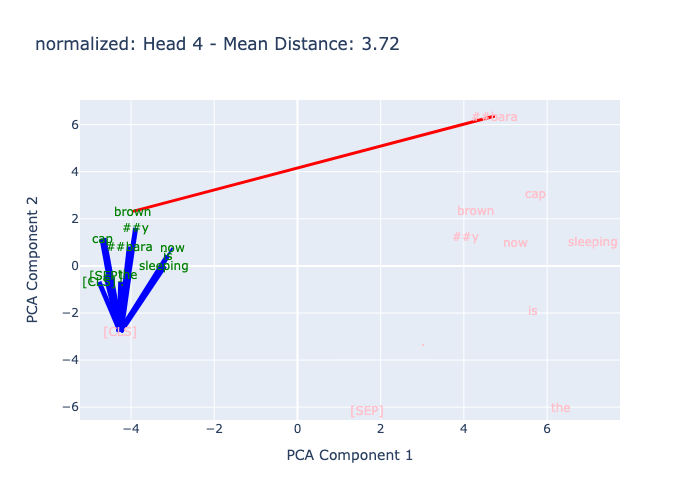 normalized: Head 4 - Mean Distance: 3.72
PCA Component 2
6
4
2
0
−2
−4
−6
##bara
cap
brown
brown
##y
##y
cap
##bara
now
now
sleeping
is
sleeping
[SEP]
the
[CLS]
is
[CLS]
.
[SEP]
the
−4
−2
0
2
4
6
PCA Component 1